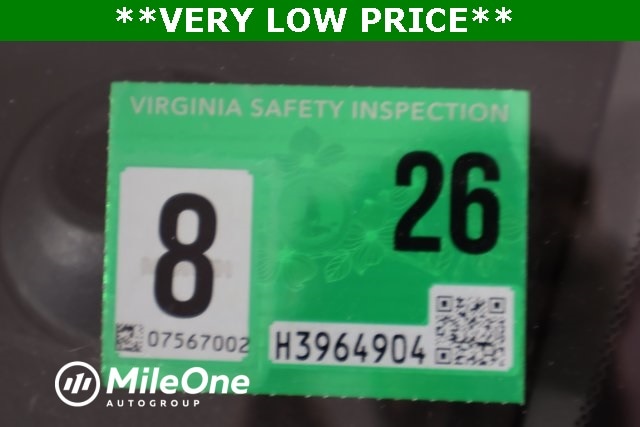 **VERY LOW PRICE**
VIRGINIA SAFETY INSPECTION
26
8
07567002
H3964904
MileOne
AUTOGROUP